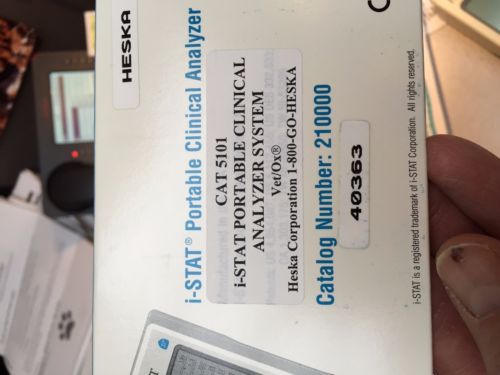 HESKA
i-STAT® Portable Clinical Analyzer
CAT 5101
i-STAT PORTABLE CLINICAL
ANALYZER SYSTEM
Vet/Ox®
Heska Corporation 1-800-GO-HESKA
Catalog Number: 210000
40363
i-STAT is a registered trademark of i-STAT Corporation. All rights reserved.